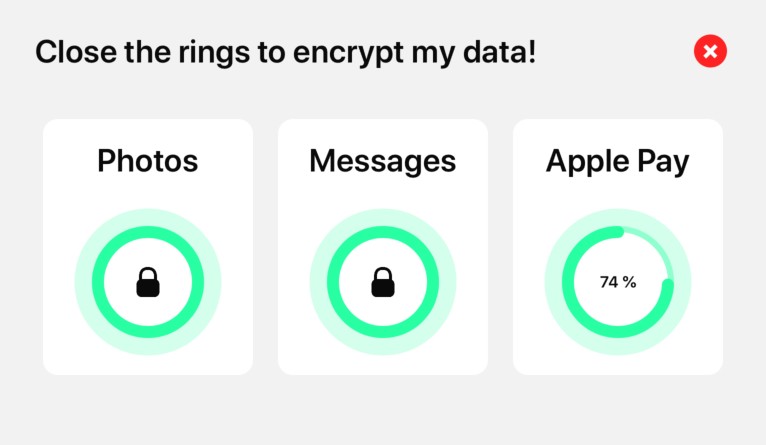 Close the rings to encrypt my data!
Photos
Messages
Apple Pay
74 %